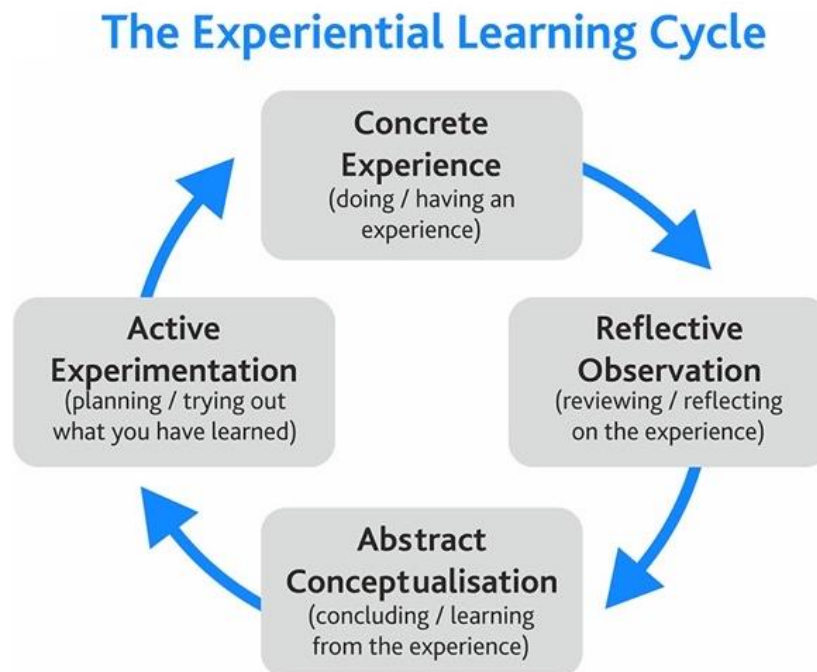 The Experiential Learning Cycle
Concrete
Experience
(doing / having an
experience)
Reflective
Observation
(reviewing / reflecting
on the experience)
Abstract
Conceptualisation
(concluding / learning
from the experience)
Active
Experimentation
(planning / trying out
what you have learned)